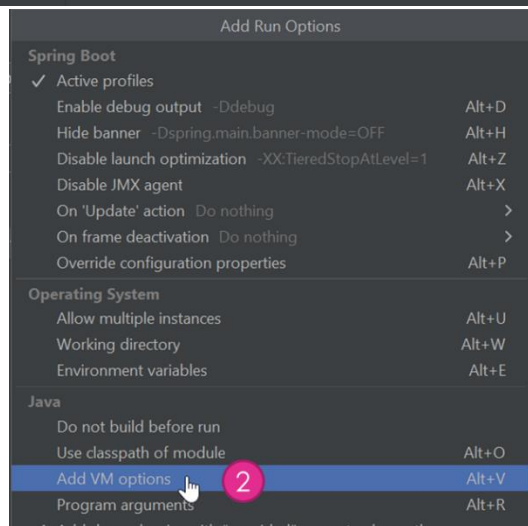 Add Run Options
Spring Boot
✓ Active profiles
Enable debug output -Ddebug Alt+D
Hide banner -Dspring.main.banner-mode=OFF Alt+H
Disable launch optimization -XX:TieredStopAtLevel=1 Alt+Z
Disable JMX agent Alt+X
On 'Update' action Do nothing >
On frame deactivation Do nothing >
Override configuration properties Alt+P
Operating System
Allow multiple instances Alt+U
Working directory Alt+W
Environment variables Alt+E
Java
Do not build before run
Use classpath of module Alt+O
Add VM options 2 Alt+V
Program arguments Alt+R